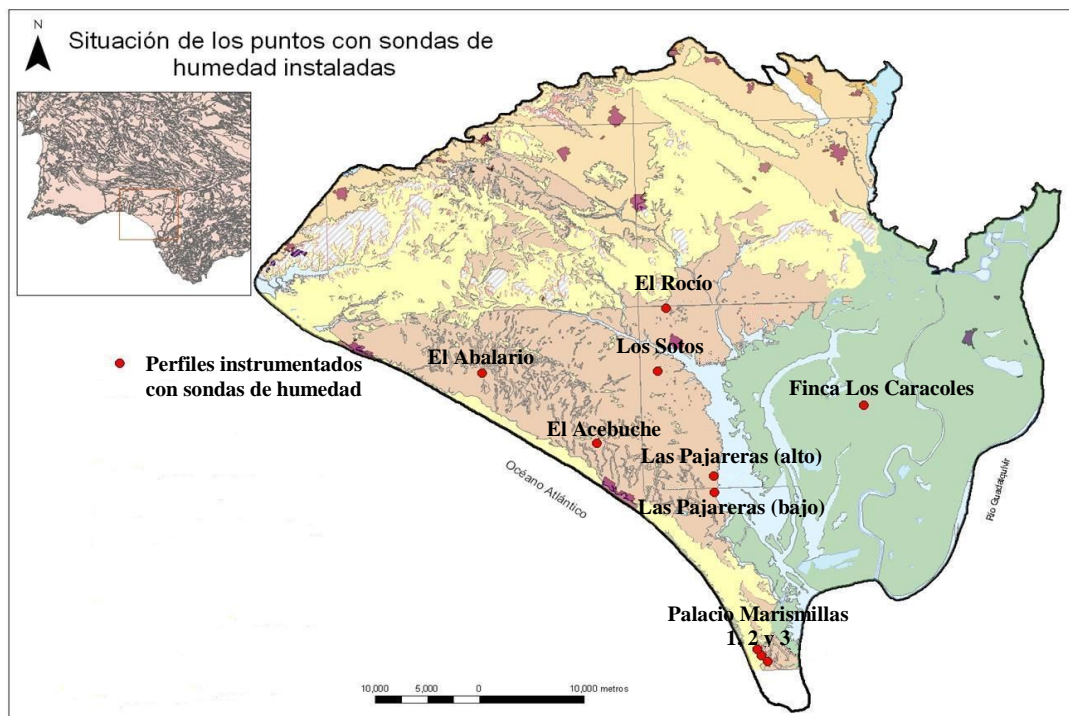 N
Situación de los puntos con sondas de
humedad instaladas
El Rocío
Los Sotos
El Abalario
Perfiles instrumentados
con sondas de humedad
Finca Los Caracoles
El Acebuche
Las Pajareras (alto)
Océano Atlántico
Las Pajareras (bajo)
Río Guadalquivir
Palacio Marismillas
1, 2 y 3
10,000 5,000 0 10,000 metros